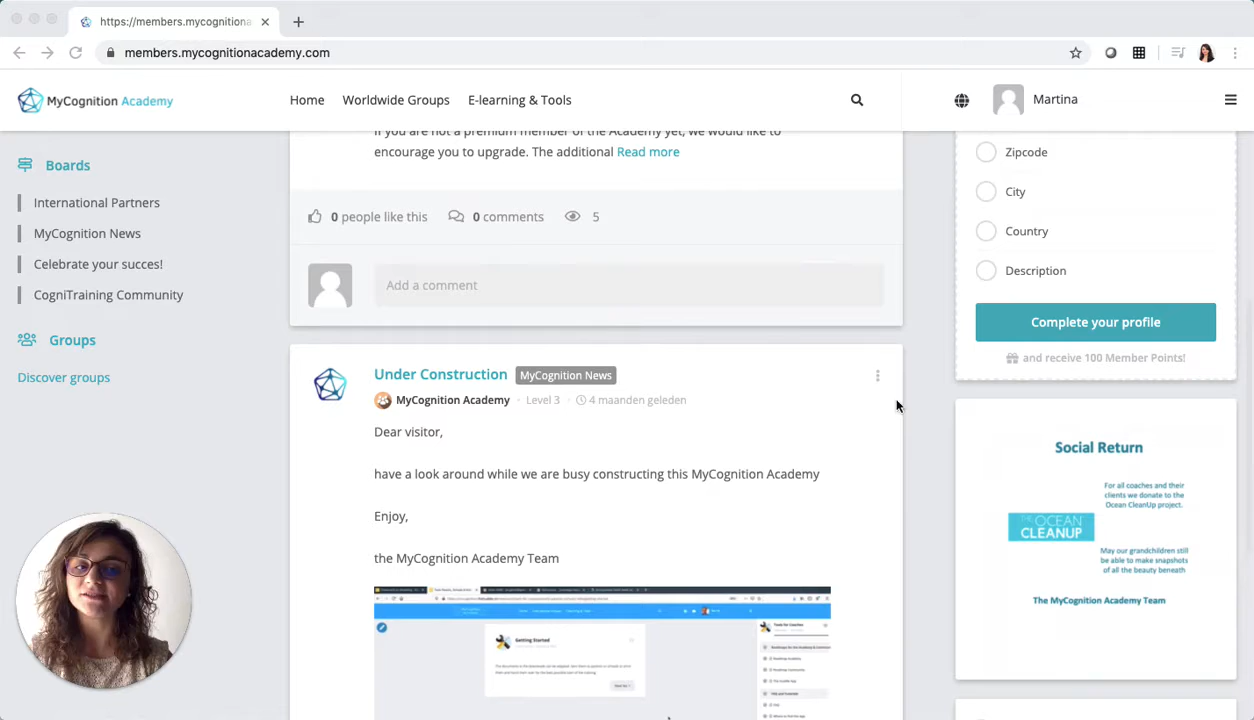 https://members.mycognitiona
members.mycognitionacademy.com
MyCognition Academy
Home
Worldwide Groups
E-learning & Tools
Martina
Boards
International Partners
MyCognition News
Celebrate your succes!
CogniTraining Community
Groups
Discover groups
If you are not a premium member of the Academy yet, we would like to
encourage you to upgrade. The additional Read more
0 people like this
0 comments
5
Add a comment
Under Construction
MyCognition News
MyCognition Academy · Level 3 · 4 maanden geleden
Dear visitor,
have a look around while we are busy constructing this MyCognition Academy
Enjoy,
the MyCognition Academy Team
Getting Started
Zipcode
City
Country
Description
Complete your profile
and receive 100 Member Points!
Social Return
For all coaches and their
clients we donate to the
Ocean CleanUp project.
THE OCEAN
CLEANUP
May our grandchildren still
be able to make snapshots
of all the beauty beneath
The MyCognition Academy Team